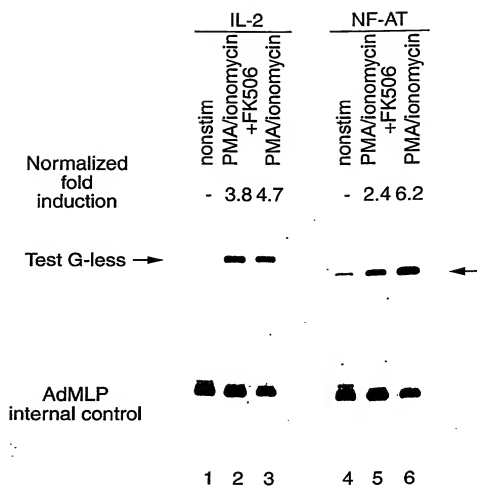 IL-2 NF-AT
nonstim
PMA/ionomycin
+FK506
PMA/ionomycin
nonstim
PMA/ionomycin
+FK506
PMA/ionomycin
Normalized
fold
induction
- 3.8 4.7 - 2.4 6.2
Test G-less
AdMLP
internal control
1 2 3 4 5 6